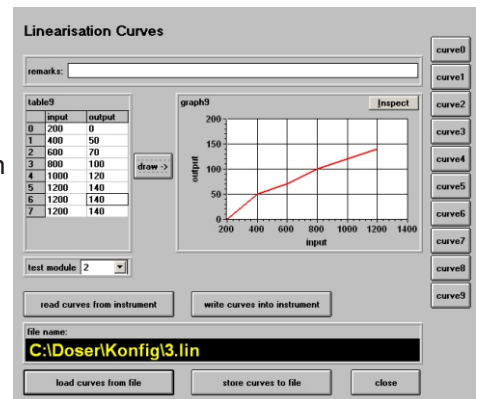 Linearisation Curves
remarks:
table9
input output
0 200 0
1 400 50
2 600 70
3 800 100
4 1000 120
5 1200 140
6 1200 140
7 1200 140
draw ->
test module 2
graph9
Inspect
output
200
150
100
50
0
200 400 600 800 1000 1200 1400
input
curve0
curve1
curve2
curve3
curve4
curve5
curve6
curve7
curve8
curve9
read curves from instrument write curves into instrument
file name:
C:\Doser\Konfig\3.lin
load curves from file store curves to file close